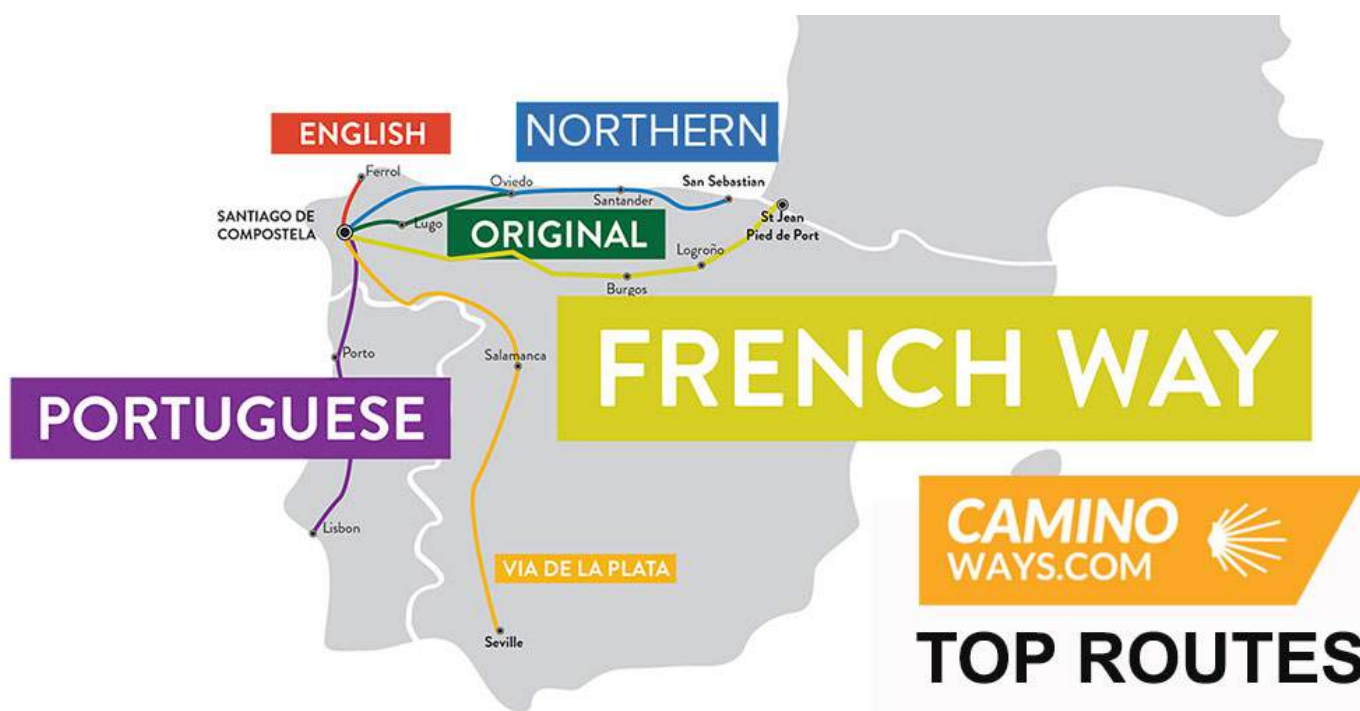 ENGLISH
NORTHERN
Ferrol
Oviedo
San Sebastian
Santander
SANTIAGO DE
COMPOSTELA
Lugo
ORIGINAL
St Jean
Pied de Port
Logroño
Burgos
FRENCH WAY
Porto
Salamanca
PORTUGUESE
Lisbon
VIA DE LA PLATA
Seville
CAMINO
WAYS.COM
TOP ROUTES